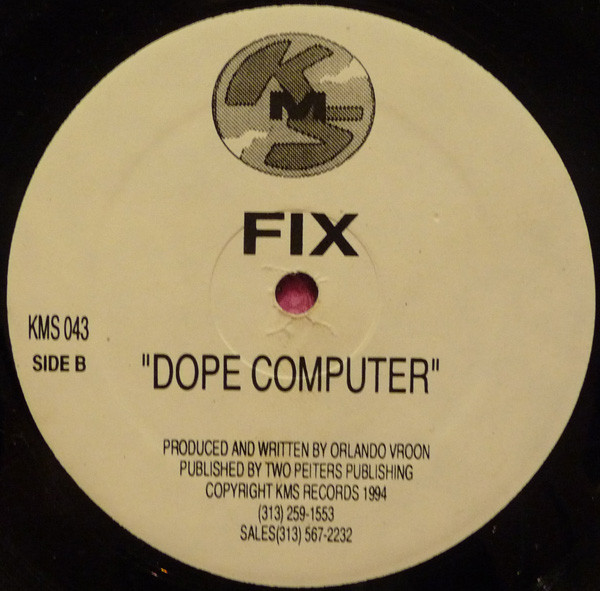 KMS
FIX
KMS 043
SIDE B
"DOPE COMPUTER"
PRODUCED AND WRITTEN BY ORLANDO VROON
PUBLISHED BY TWO PEITERS PUBLISHING
COPYRIGHT KMS RECORDS 1994
(313) 259-1553
SALES(313) 567-2232